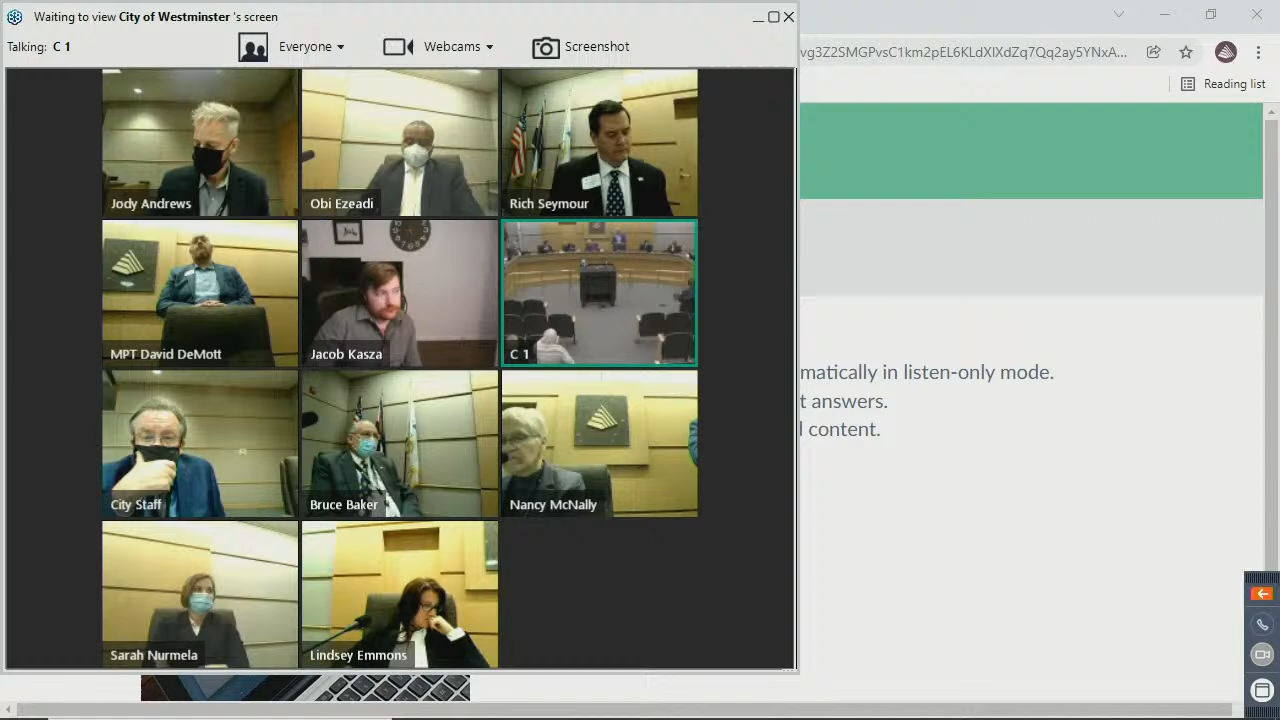 Waiting to view City of Westminster 's screen
Talking: C 1
Everyone
Webcams
Screenshot
vg3Z2SMGPvsC1km2pEL6KLdXIXdZq7Qq2ay5YNxA...
Reading list
Jody Andrews
Obi Ezeadi
Rich Seymour
MPT David DeMott
Jacob Kasza
C 1
matically in listen-only mode.
t answers.
l content.
City Staff
Bruce Baker
Nancy McNally
Sarah Nurmela
Lindsey Emmons